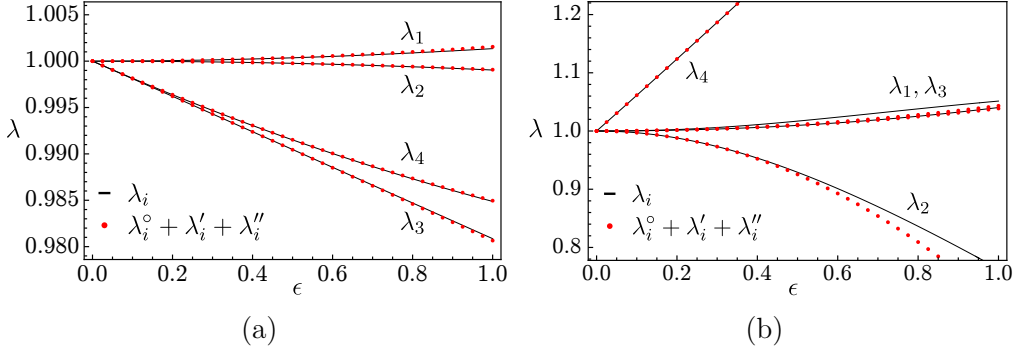 1.005
1.000
0.995
0.990
0.985
0.980
λ
λ₁
λ₂
λ₄
λ₃
λᵢ
λᵢ° + λᵢ′ + λᵢ″
0.0 0.2 0.4 0.6 0.8 1.0
ϵ
(a)
1.2
1.1
1.0
0.9
0.8
λ
λ₄
λ₁, λ₃
λ₂
λᵢ
λᵢ° + λᵢ′ + λᵢ″
0.0 0.2 0.4 0.6 0.8 1.0
ϵ
(b)